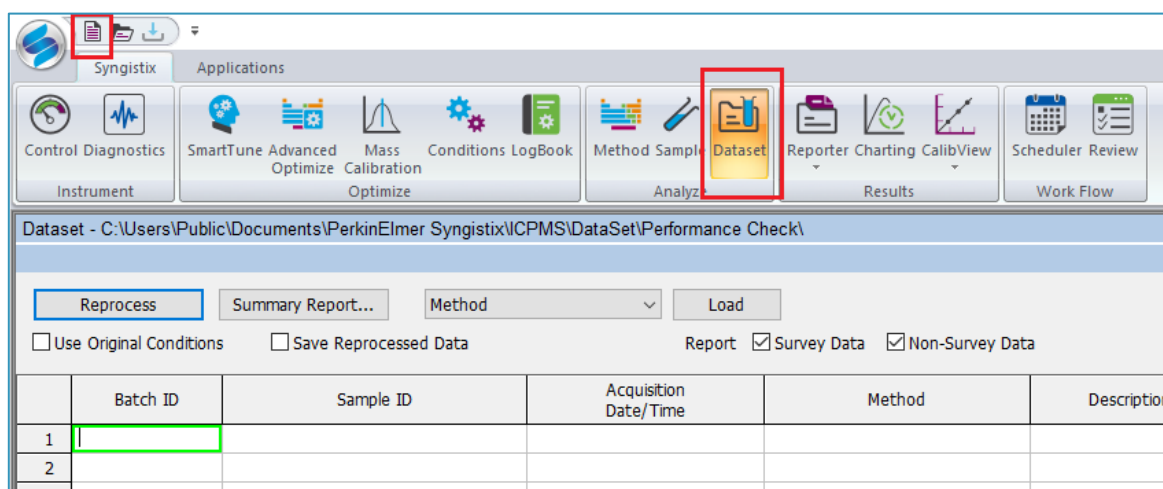 Syngistix Applications
Control Diagnostics SmartTune Advanced Optimize Mass Calibration Conditions LogBook Method Sample Dataset Reporter Charting CalibView Scheduler Review
Instrument Optimize Analyze Results Work Flow
Dataset - C:\Users\Public\Documents\PerkinElmer Syngistix\ICPMS\DataSet\Performance Check\
Reprocess Summary Report... Method Load
Use Original Conditions Save Reprocessed Data Report Survey Data Non-Survey Data
Batch ID Sample ID Acquisition Date/Time Method Descriptio
1
2